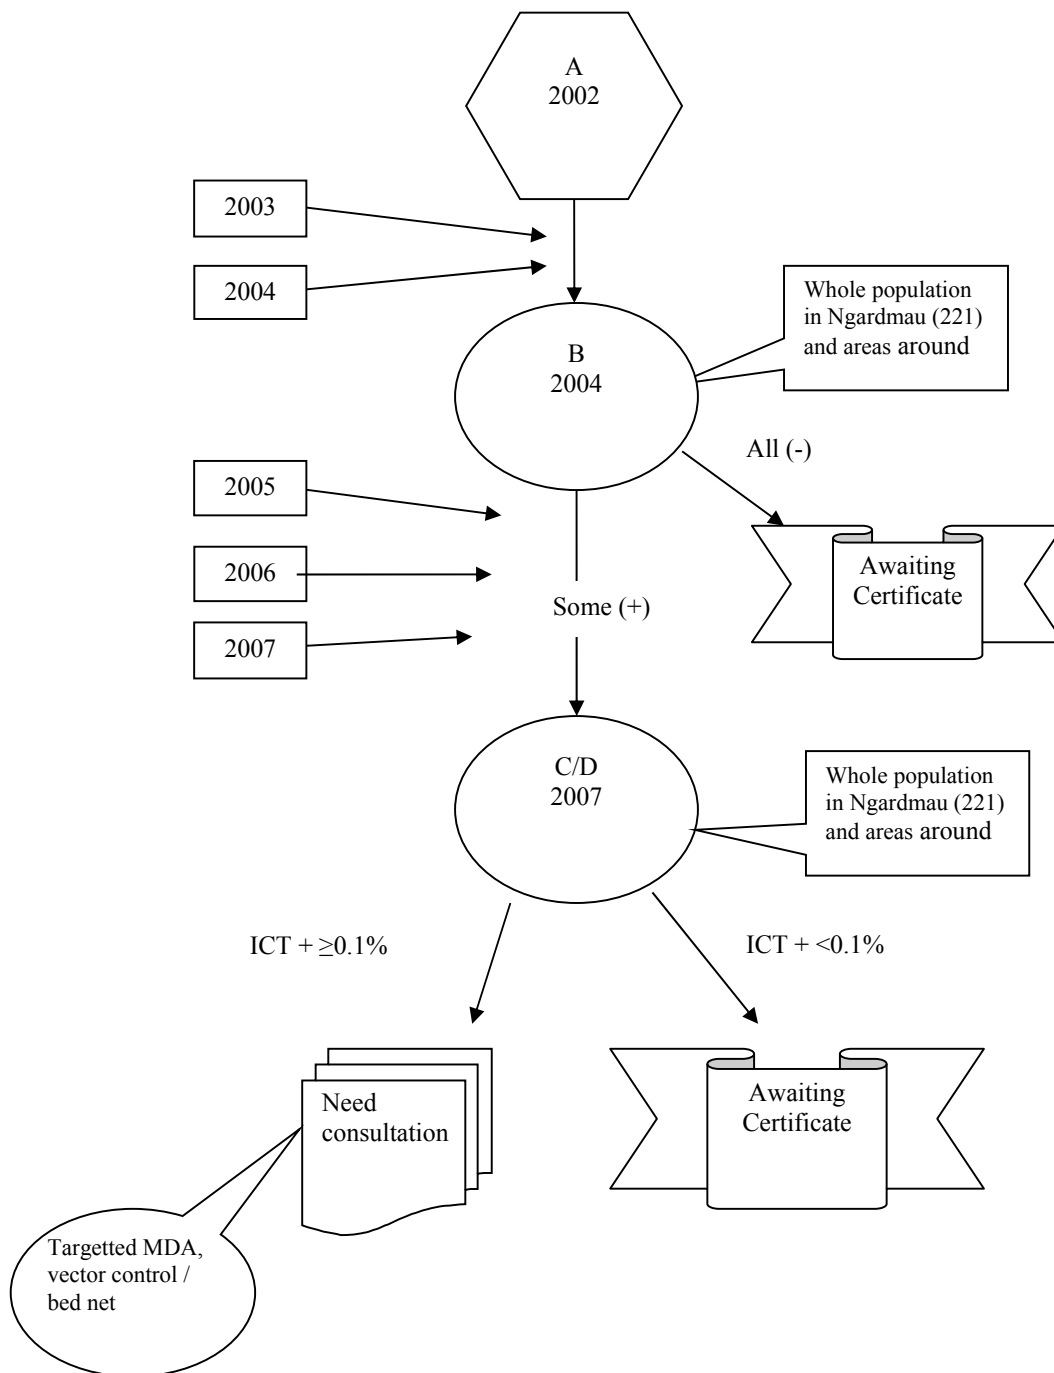 A
2002
2003
2004
Whole population
in Ngardmau (221)
and areas around
B
2004
All (-)
2005
2006
2007
Awaiting
Certificate
Some (+)
C/D
2007
Whole population
in Ngardmau (221)
and areas around
ICT + ≥0.1%
ICT + <0.1%
Need
consultation
Awaiting
Certificate
Targetted MDA,
vector control /
bed net